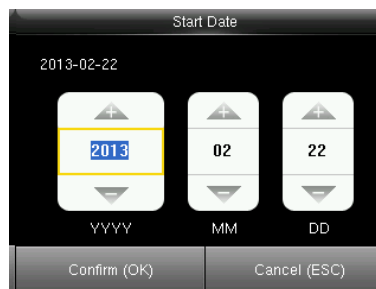 Start Date
2013-02-22
2013 02 22
YYYY MM DD
Confirm (OK) Cancel (ESC)